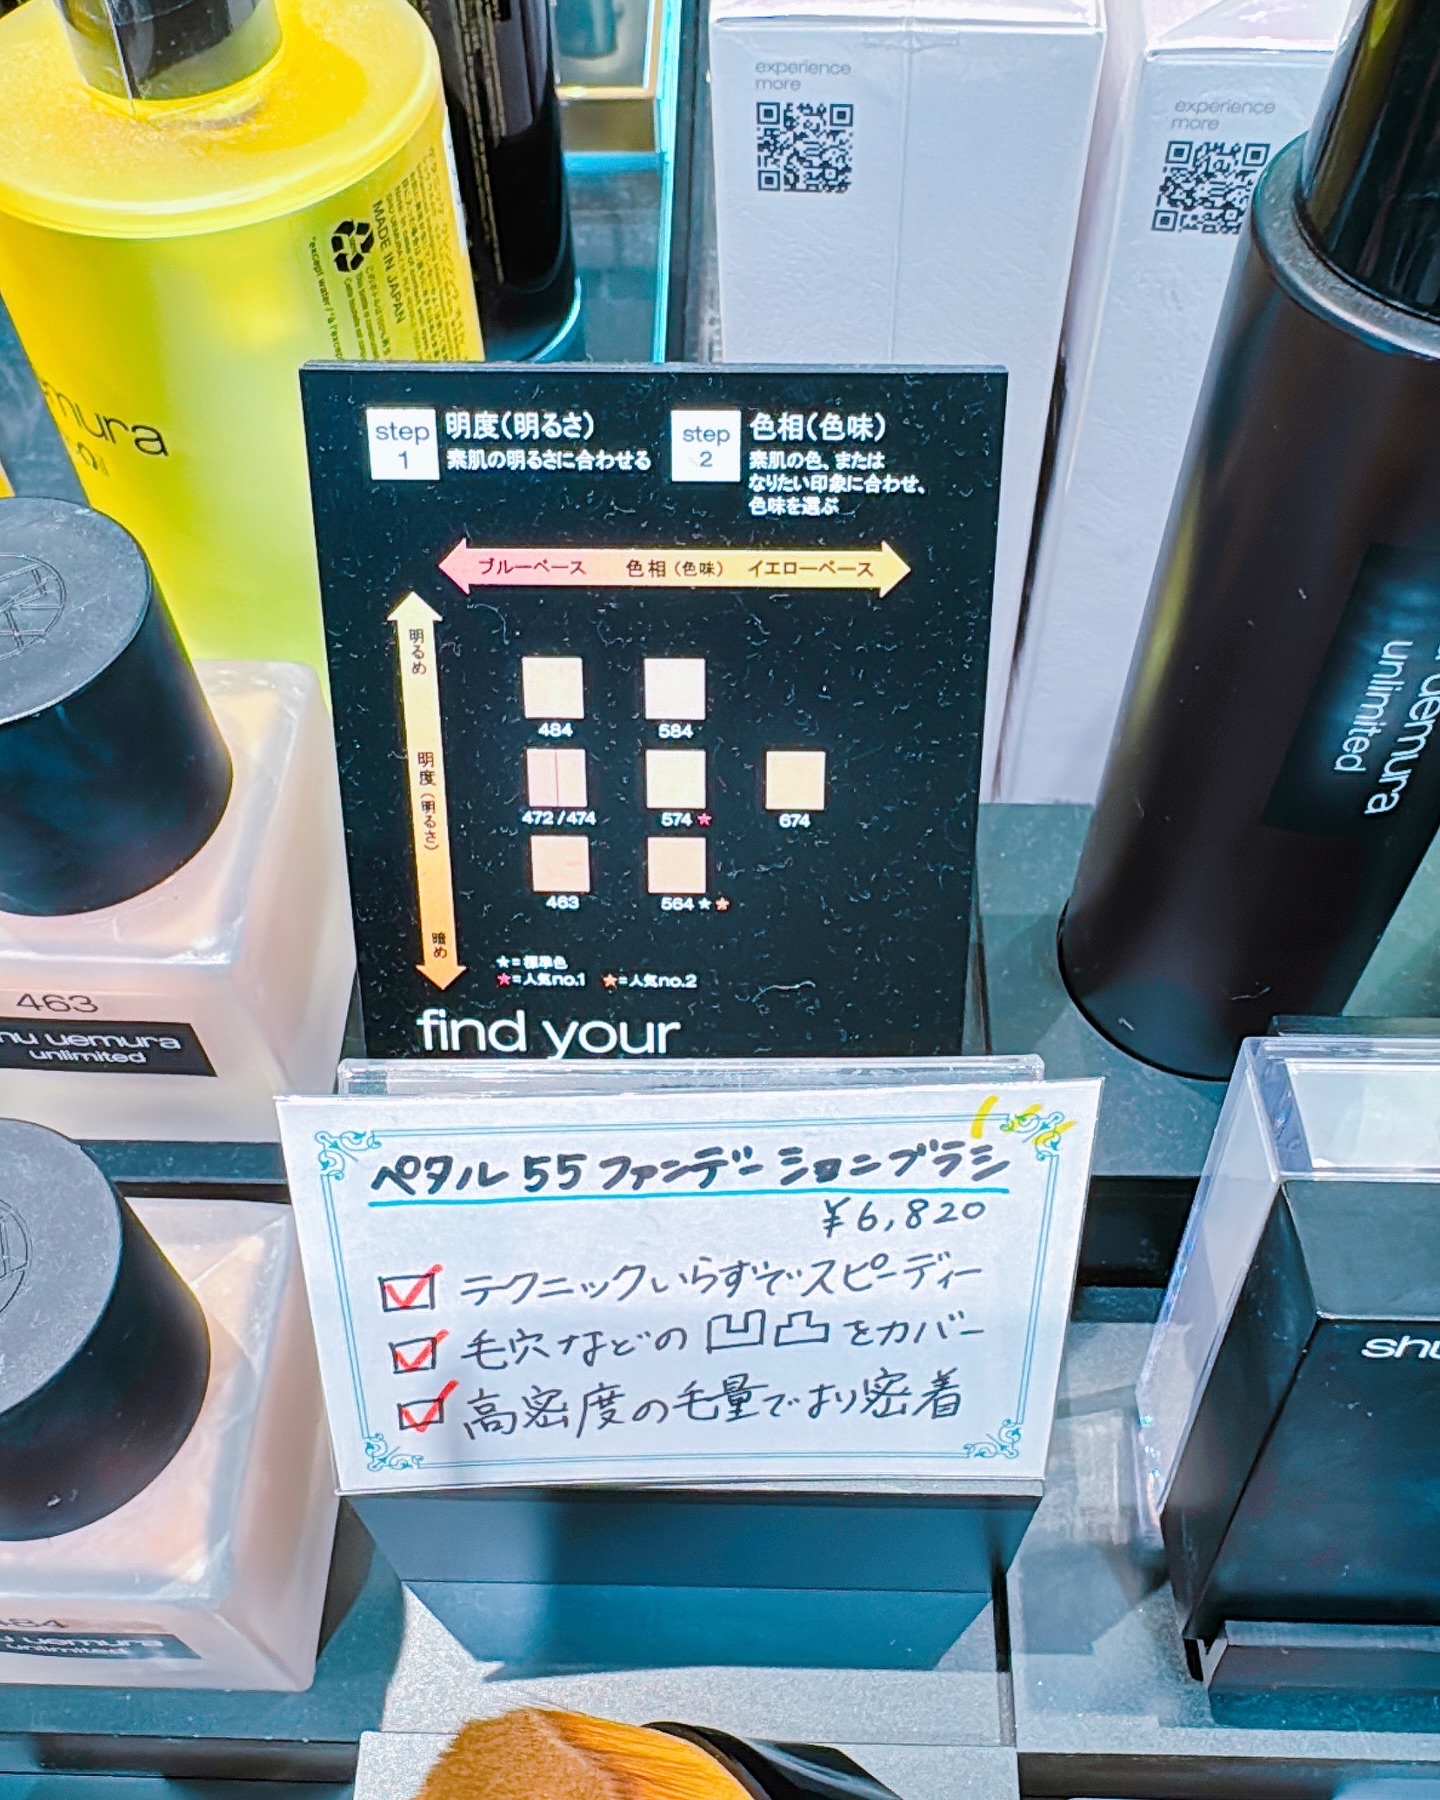 experience
more
experience
more
MADE IN JAPAN
mura
step
1
明度(明るさ)
素肌の明るさに合わせる
step
2
色相(色味)
素肌の色、または
なりたい印象に合わせ、
色味を選ぶ
ブルーベース 色相(色味) イエローベース
明るめ
明度(明るさ)
暗め
484 584
472/474 574★ 674
463 564★★
★=標準色
★=人気no.1 ★=人気no.2
find your
ペタル55ファンデーションブラシ
¥6,820
テクニックいらずでスピーディー
毛穴などの凹凸をカバー
高密度の毛量でより密着
463
uemura
unlimited
uemura
unlimited
484
uemura
unlimited
shu